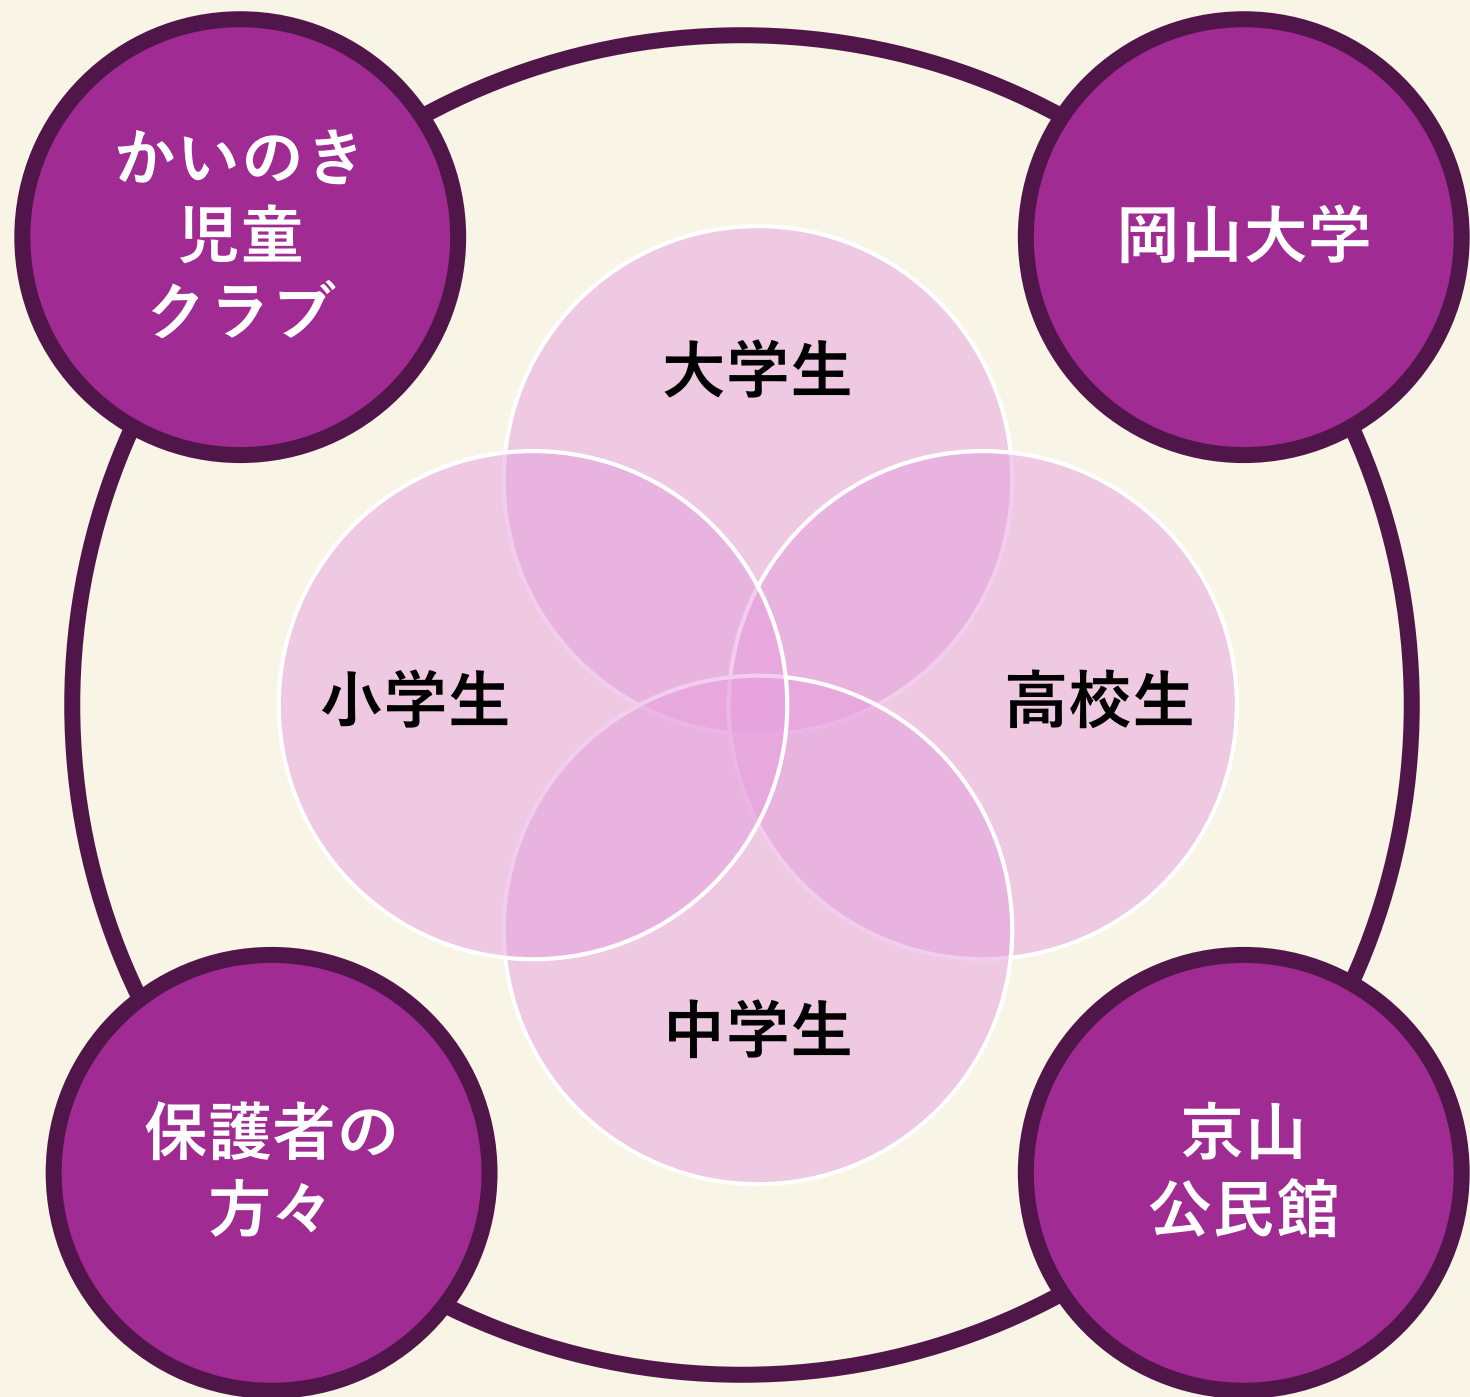 かいのき
児童
クラブ
岡山大学
大学生
小学生
高校生
中学生
保護者の
方々
京山
公民館